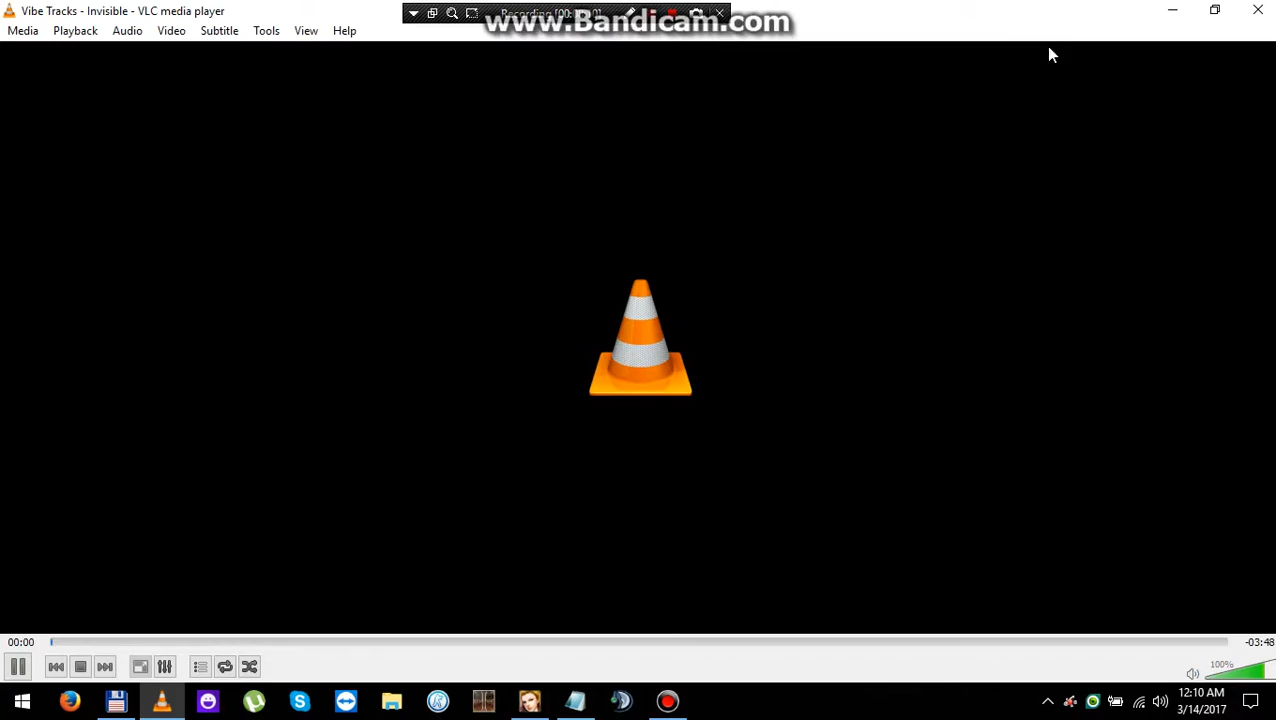 Vibe Tracks - Invisible - VLC media player
www.Bandicam.com
Media Playback Audio Video Subtitle Tools View Help
00:00
-03:48
100%
12:10 AM
3/14/2017